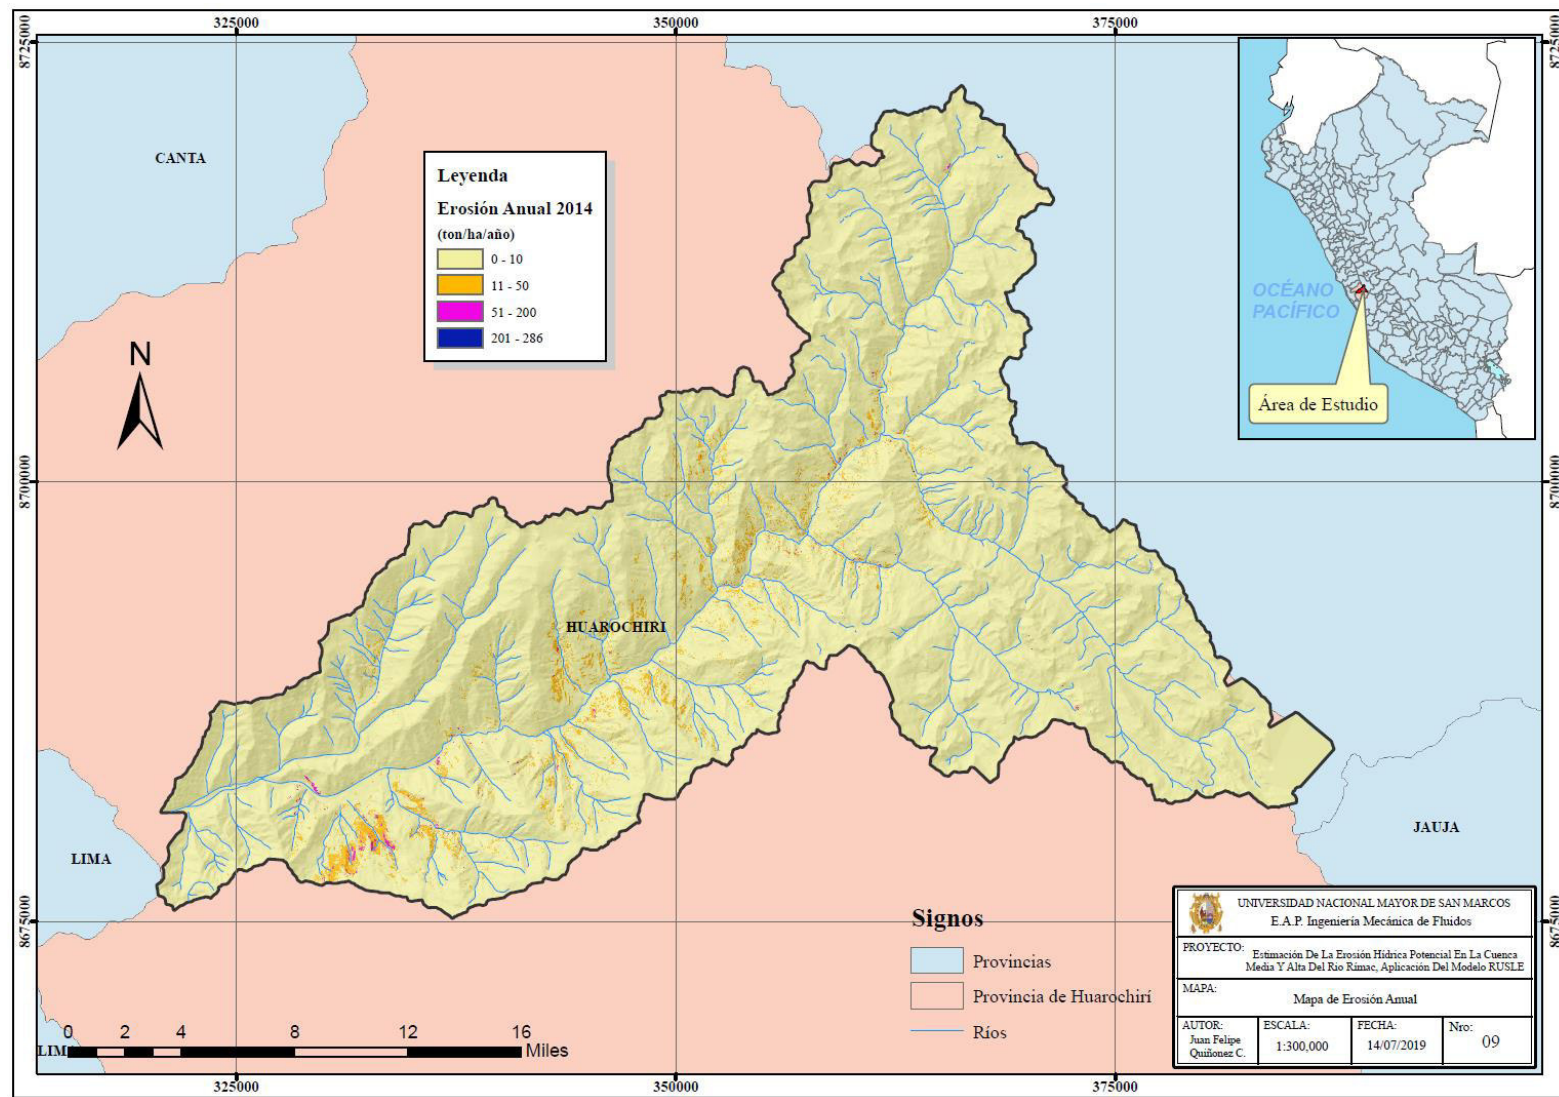 325000
350000
375000
8725000
8725000
CANTA
Leyenda
Erosión Anual 2014
(ton/ha/año)
0 - 10
11 - 50
51 - 200
201 - 286
N
OCÉANO
PACÍFICO
Área de Estudio
8700000
8700000
HUAROCHIRI
LIMA
JAUJA
8675000
8675000
Signos
Provincias
Provincia de Huarochirí
Ríos
UNIVERSIDAD NACIONAL MAYOR DE SAN MARCOS
E.A.P. Ingeniería Mecánica de Fluidos
PROYECTO:
Estimación De La Erosión Hídrica Potencial En La Cuenca
Media Y Alta Del Rio Rímac, Aplicación Del Modelo RUSLE
MAPA:
Mapa de Erosión Anual
AUTOR:
Juan Felipe
Quiñonez C.
ESCALA:
1:300,000
FECHA:
14/07/2019
Nro:
09
0 2 4 8 12 16
Miles
LIMA
325000
350000
375000